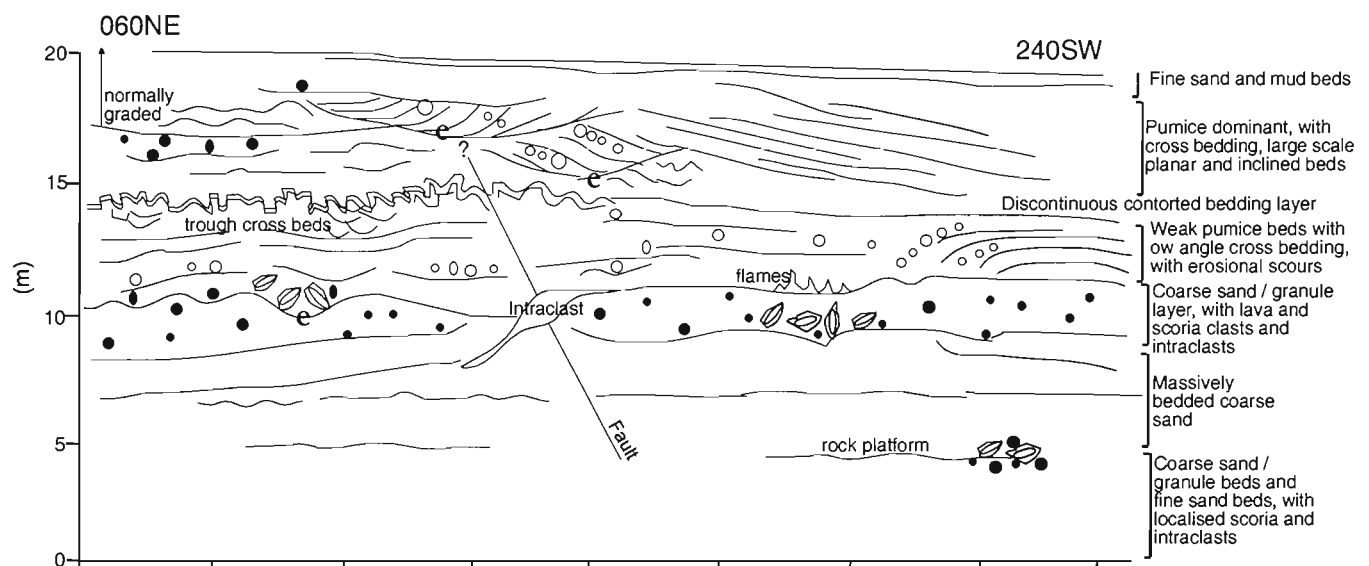 060NE
240SW
20
normally
graded
e
?
e
15
trough cross beds
flames
(m)
Intraclast
10
e
Fault
rock platform
5
0
Fine sand and mud beds
Pumice dominant, with
cross bedding, large scale
planar and inclined beds
Discontinuous contorted bedding layer
Weak pumice beds with
ow angle cross bedding,
with erosional scours
Coarse sand / granule
layer, with lava and
scoria clasts and
intraclasts
Massively
bedded coarse
sand
Coarse sand /
granule beds and
fine sand beds, with
localised scoria and
intraclasts